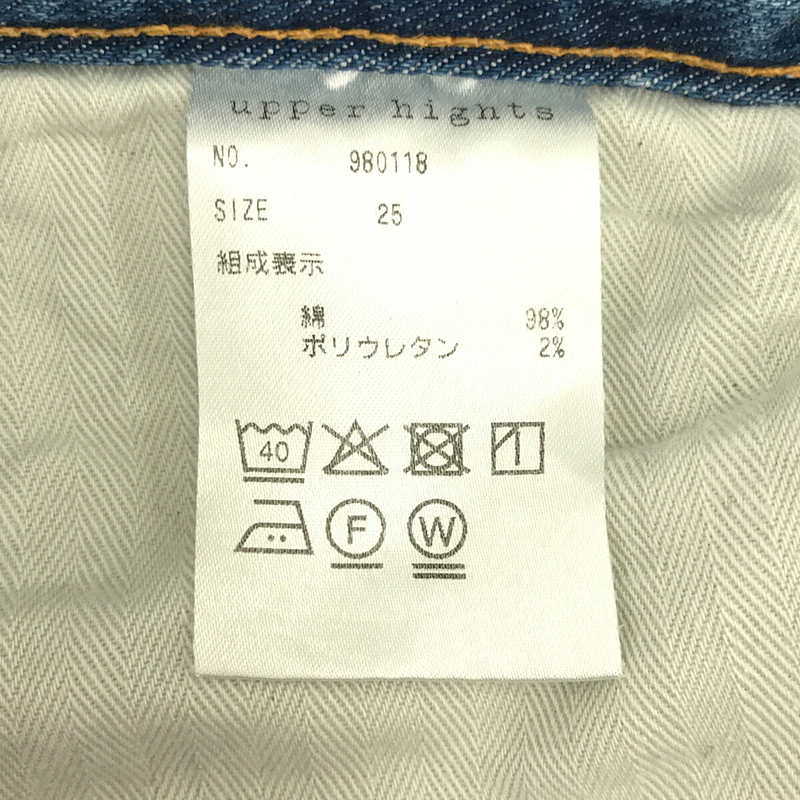 upper hights
NO. 980118
SIZE 25
組成表示
綿 98%
ポリウレタン 2%
40
F
W